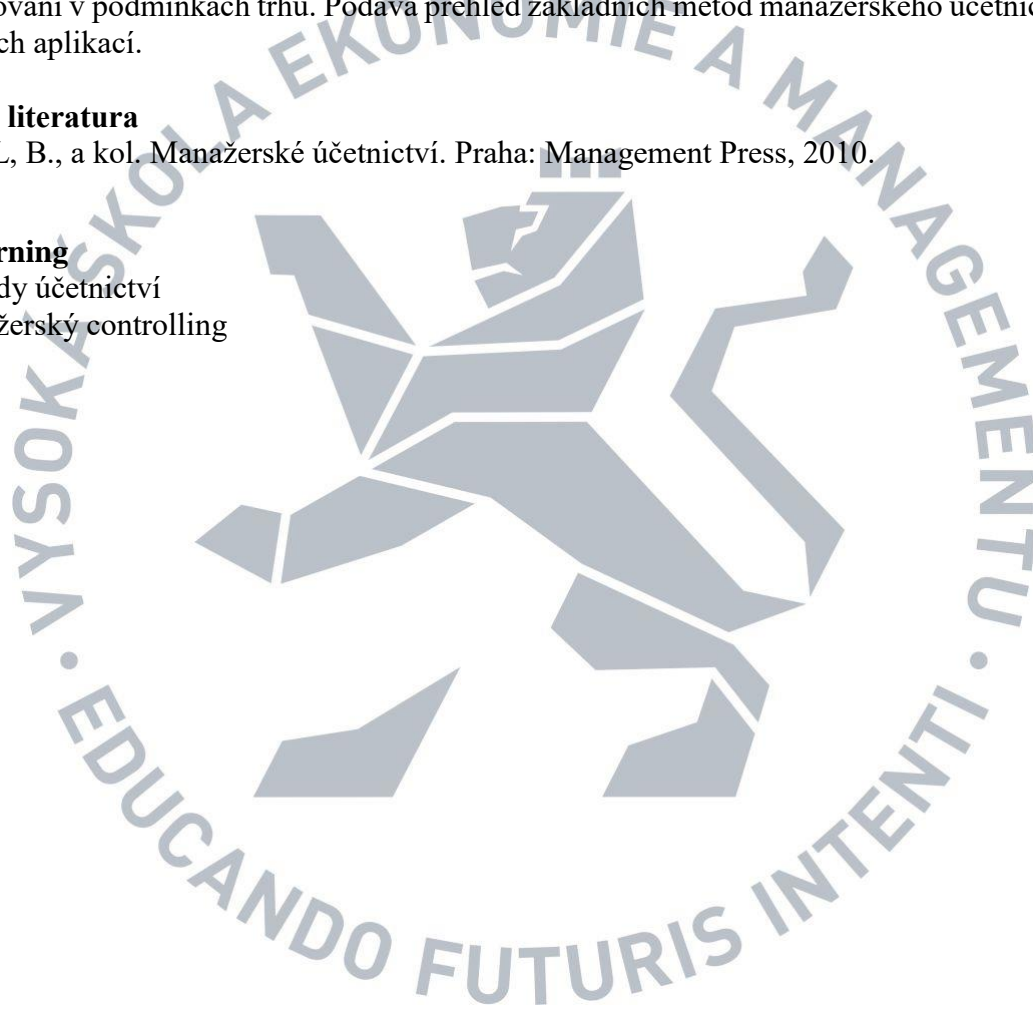 ování v podmínkách trhu. Podává přehled základních metod manažerského účetnic
ch aplikací.
literatura
L, B., a kol. Manažerské účetnictví. Praha: Management Press, 2010.
rning
dy účetnictví
žerský controlling
VYSOKÁ ŠKOLA EKONOMIE A MANAGEMENTU
• EDUCANDO FUTURIS INTENTI •